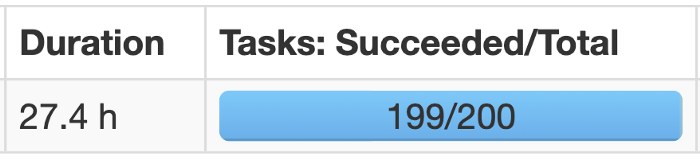 Duration Tasks: Succeeded/Total
27.4 h 199/200